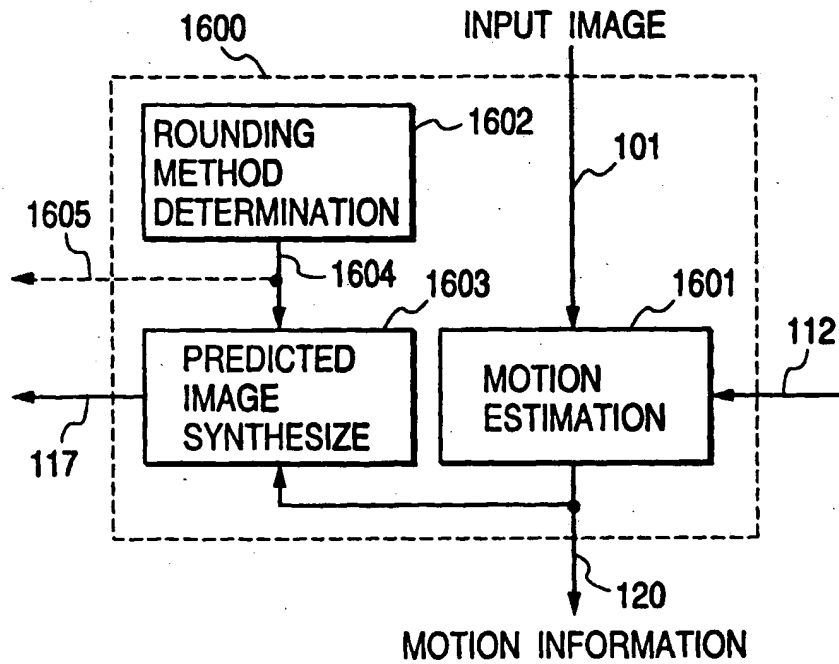 1600
INPUT IMAGE
ROUNDING
METHOD
DETERMINATION
1602
101
1605
1604
1603
1601
112
PREDICTED
IMAGE
SYNTHESIZE
MOTION
ESTIMATION
117
120
MOTION INFORMATION